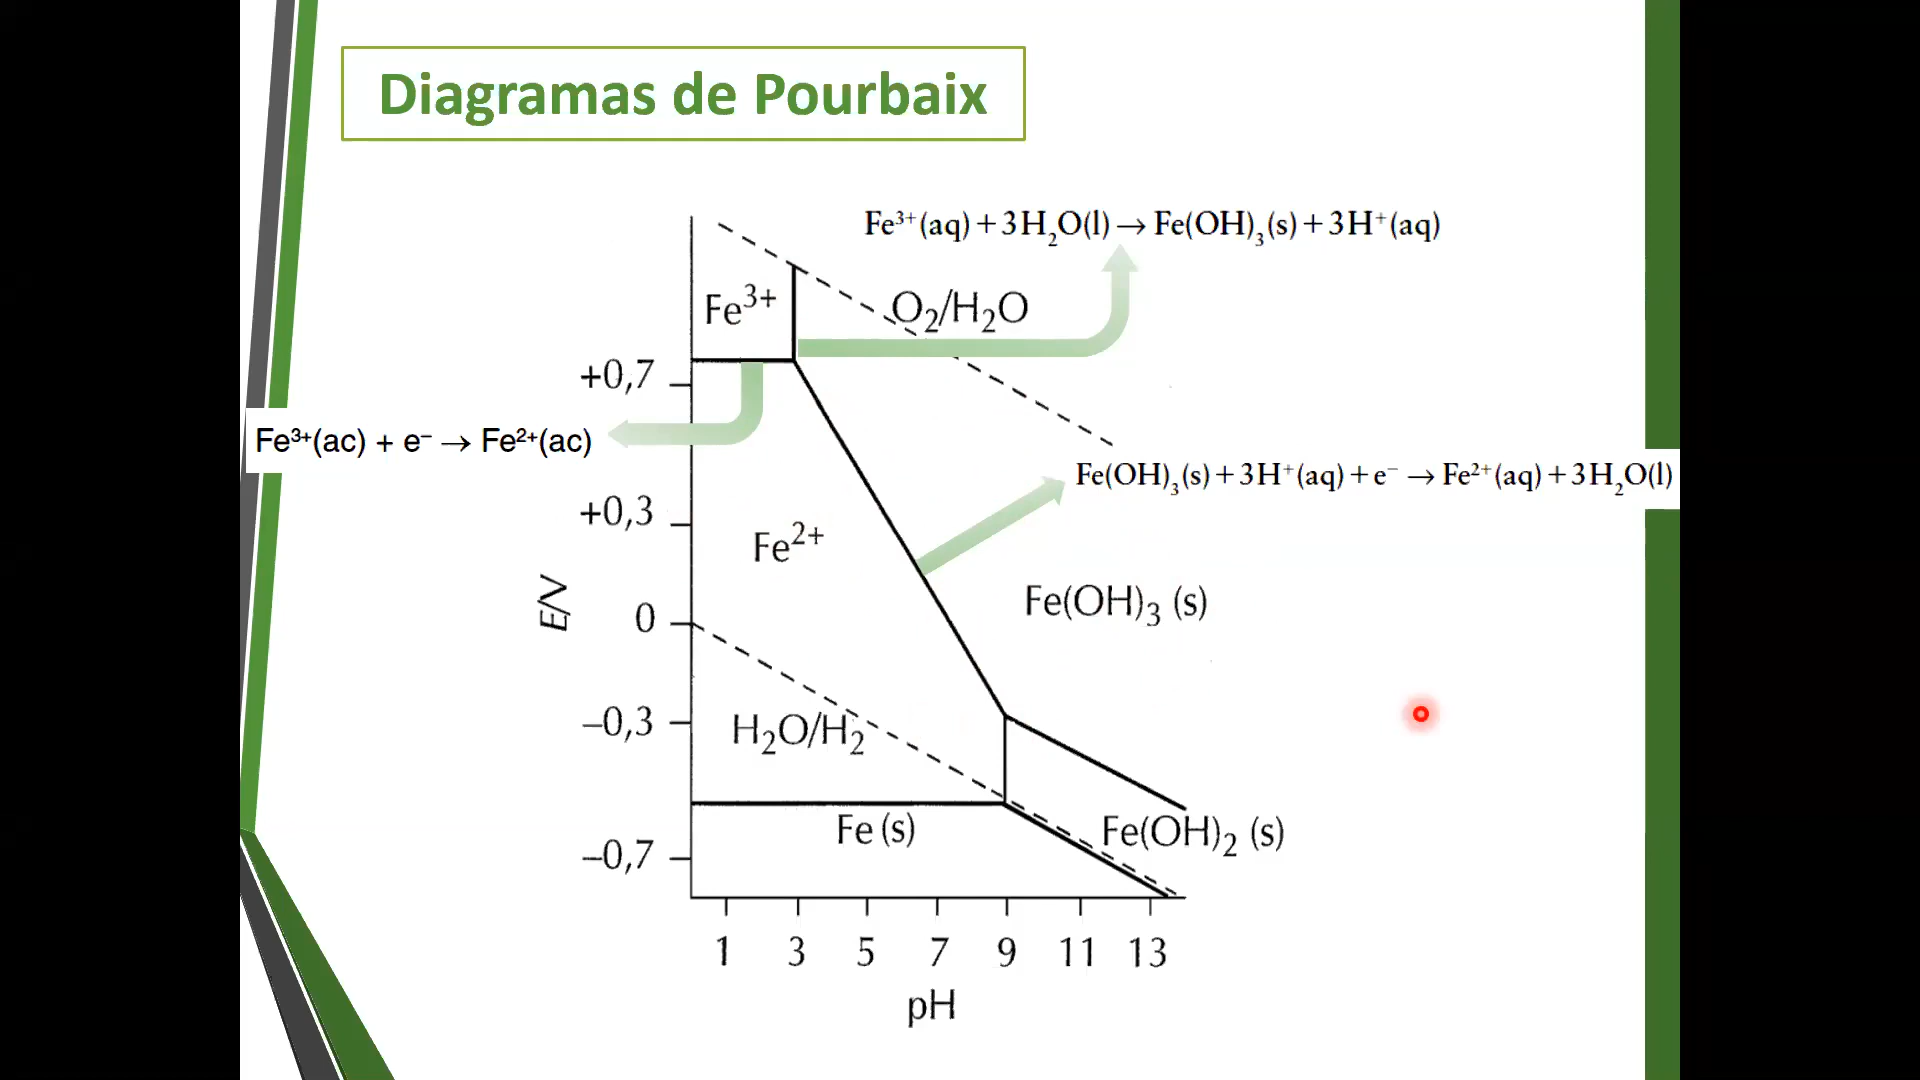 Diagramas de Pourbaix
Fe³⁺(aq)+3H₂O(l)→Fe(OH)₃(s)+3H⁺(aq)
Fe³⁺
O₂/H₂O
+0,7
Fe³⁺(ac) + e⁻ → Fe²⁺(ac)
Fe(OH)₃(s)+3H⁺(aq)+e⁻→Fe²⁺(aq)+3H₂O(l)
+0,3
Fe²⁺
E/V
0
Fe(OH)₃ (s)
–0,3
H₂O/H₂
Fe (s)
Fe(OH)₂ (s)
–0,7
1 3 5 7 9 11 13
pH